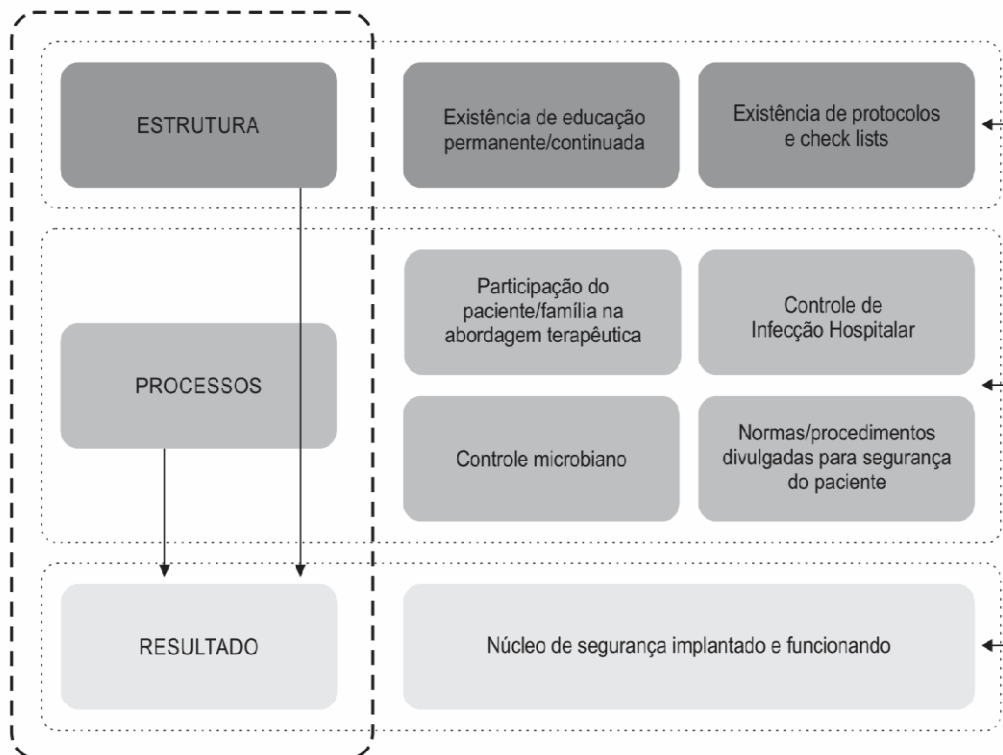 ESTRUTURA
Existência de educação
permanente/continuada
Existência de protocolos
e check lists
PROCESSOS
Participação do
paciente/família na
abordagem terapêutica
Controle de
Infecção Hospitalar
Controle microbiano
Normas/procedimentos
divulgadas para segurança
do paciente
RESULTADO
Núcleo de segurança implantado e funcionando